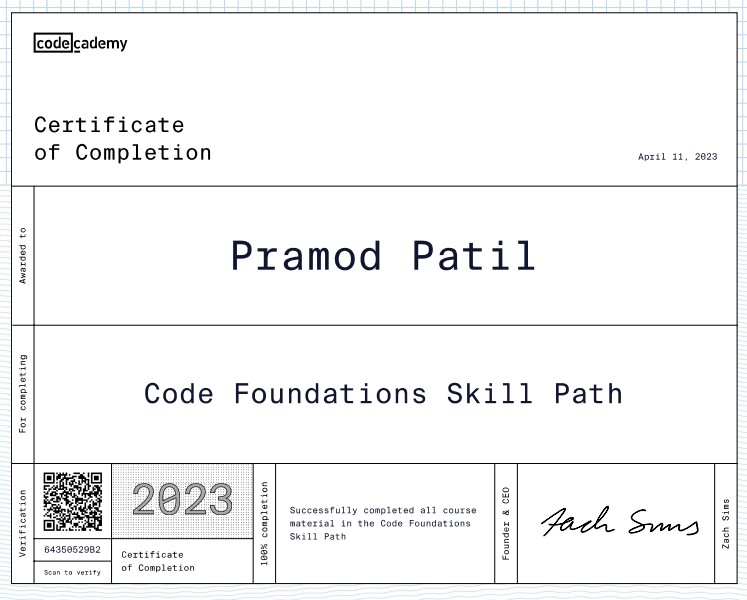 codecademy
Certificate
of Completion
April 11, 2023
Awarded to
Pramod Patil
For completing
Code Foundations Skill Path
Verification
64350529B2
Scan to verify
2023
Certificate
of Completion
100% completion
Successfully completed all course
material in the Code Foundations
Skill Path
Founder & CEO
Zach Sims
Zach Sims